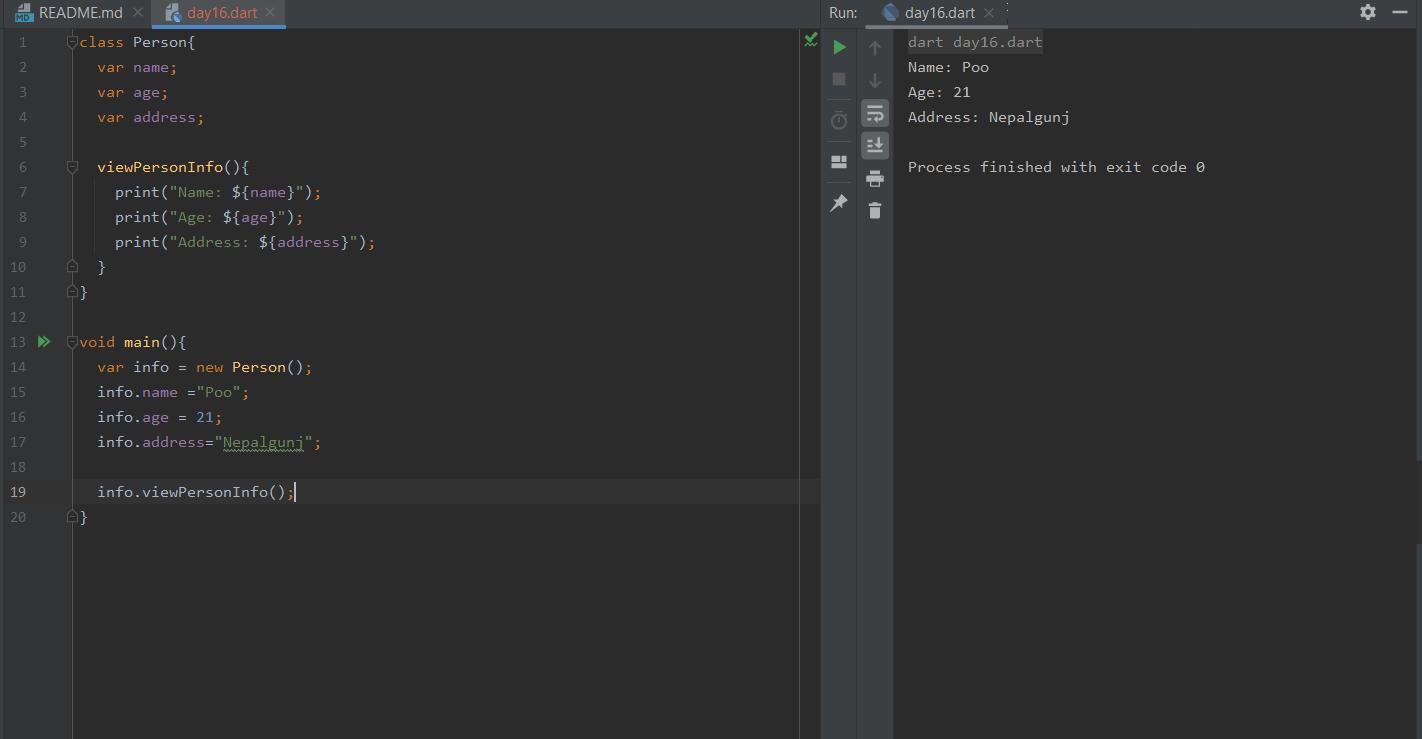 README.md
day16.dart
1 class Person{
2 var name;
3 var age;
4 var address;
5
6 viewPersonInfo(){
7 print("Name: ${name}");
8 print("Age: ${age}");
9 print("Address: ${address}");
10 }
11 }
12
13 void main(){
14 var info = new Person();
15 info.name ="Poo";
16 info.age = 21;
17 info.address="Nepalgunj";
18
19 info.viewPersonInfo();
20 }
Run: day16.dart
dart day16.dart
Name: Poo
Age: 21
Address: Nepalgunj
Process finished with exit code 0